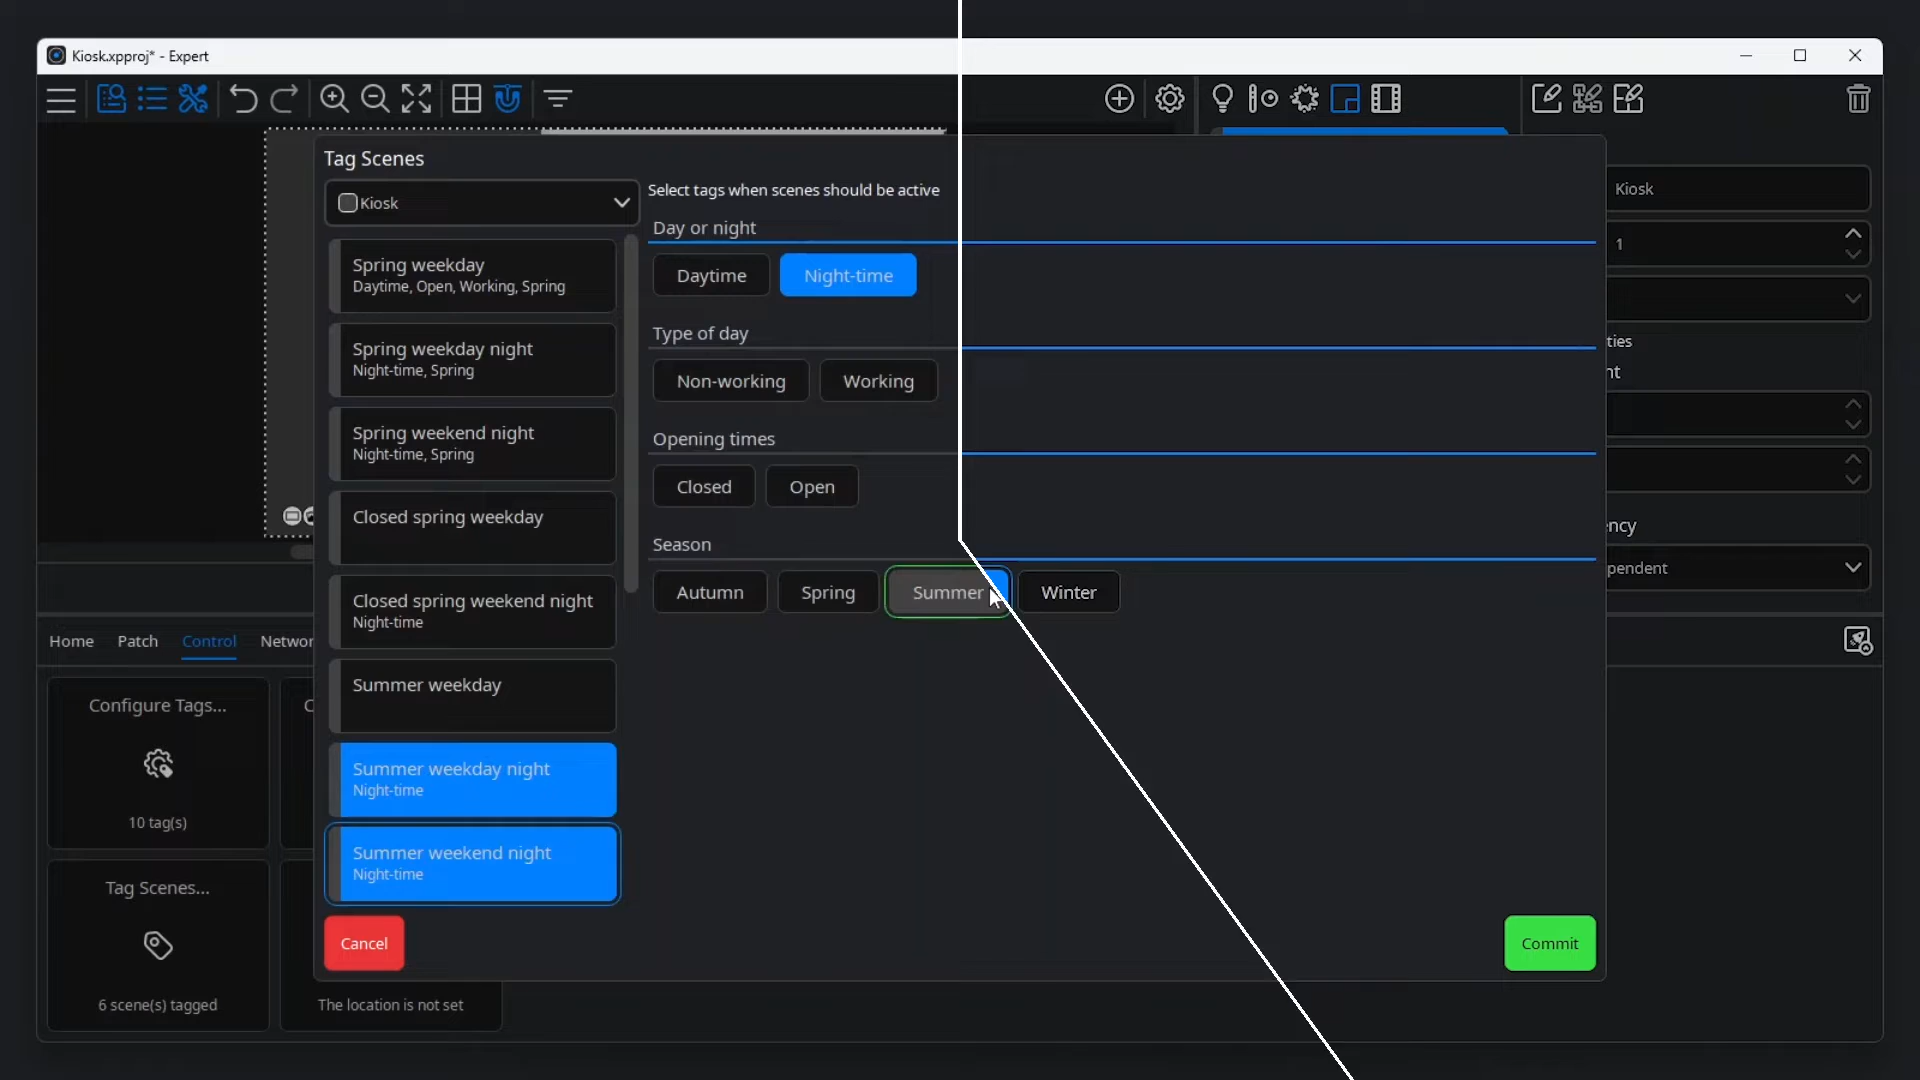 Kiosk.xpproj* - Expert
Tag Scenes
Kiosk
Select tags when scenes should be active
Day or night
Daytime
Night-time
Type of day
Non-working
Working
Opening times
Closed
Open
Season
Autumn
Spring
Summer
Winter
Spring weekday
Daytime, Open, Working, Spring
Spring weekday night
Night-time, Spring
Spring weekend night
Night-time, Spring
Closed spring weekday
Closed spring weekend night
Night-time
Summer weekday
Summer weekday night
Night-time
Summer weekend night
Night-time
Cancel
Commit
Kiosk
1
ties
nt
ncy
pendent
Home
Patch
Control
Networ
Configure Tags...
10 tag(s)
C
Tag Scenes...
6 scene(s) tagged
The location is not set